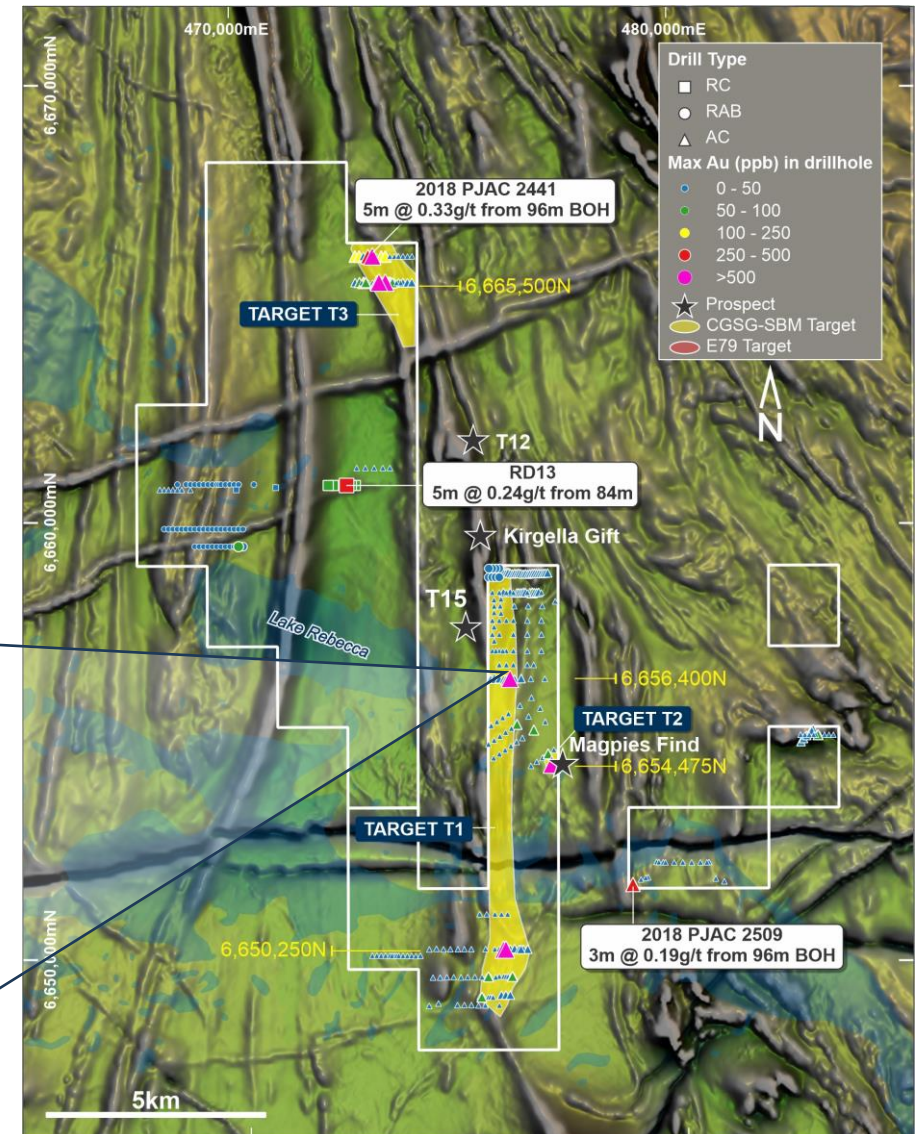 470,000mE
480,000mE
6,670,000mN
Drill Type
RC
RAB
AC
Max Au (ppb) in drillhole
0 - 50
50 - 100
100 - 250
250 - 500
>500
Prospect
CGSG-SBM Target
E79 Target
N
2018 PJAC 2441
5m @ 0.33g/t from 96m BOH
6,665,500N
TARGET T3
T12
RD13
5m @ 0.24g/t from 84m
6,660,000mN
Kirgella Gift
T15
Lake Rebecca
6,656,400N
TARGET T2
Magpies Find
6,654,475N
TARGET T1
6,650,250N
2018 PJAC 2509
3m @ 0.19g/t from 96m BOH
6,650,000mN
5km